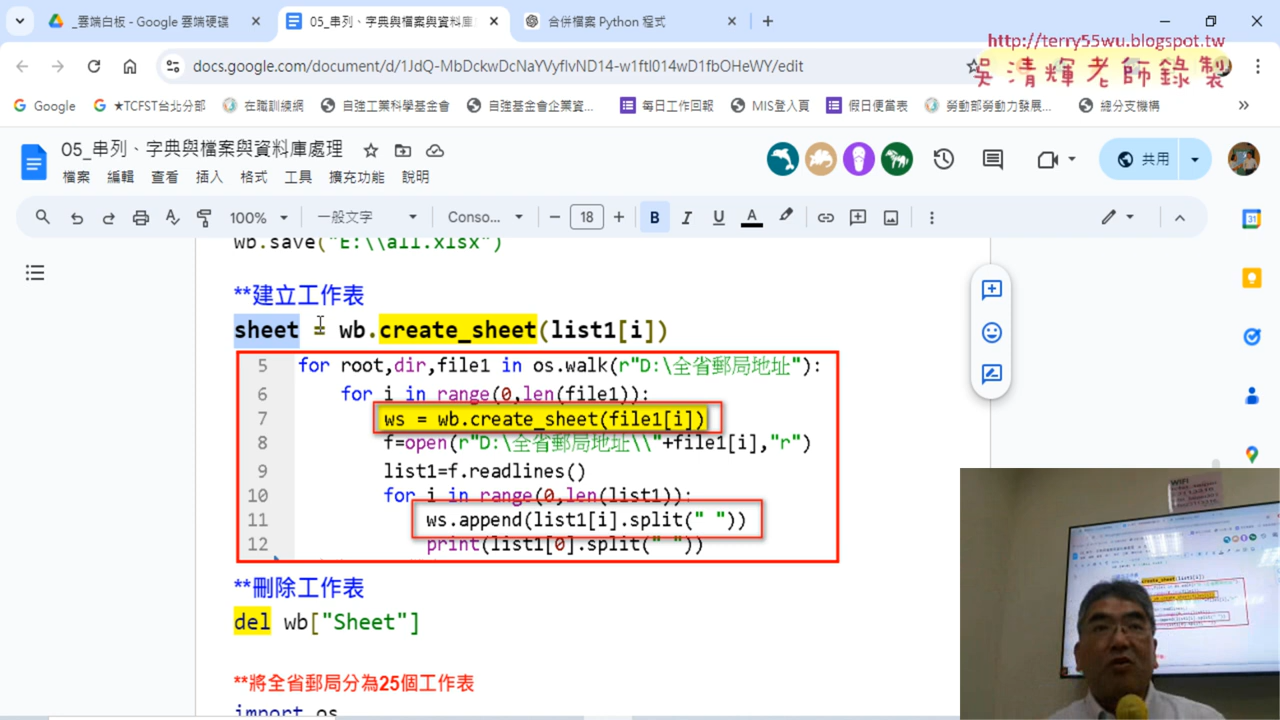 _雲端白板 - Google 雲端硬碟
05_串列、字典與檔案與資料庫
合併檔案 Python 程式
http://terry55wu.blogspot.tw
吳清輝老師錄製
docs.google.com/document/d/1JdQ-MbDckwDcNaYVyfivND14-w1ftI014wD1fbOHeWY/edit
Google
★TCFST台北分部
在職訓練網
自強工業科學基金會
自強基金會企業資...
每日工作回報
MIS登入頁
假日便當表
勞動部勞動力發展...
總分支機構
05_串列、字典與檔案與資料庫處理
檔案 編輯 查看 插入 格式 工具 擴充功能 說明
共用
100% 一般文字 Conso... 18 B I U A
wb.save("E:\\all.xlsx")
**建立工作表
sheet = wb.create_sheet(list1[i])
5 for root,dir,file1 in os.walk(r"D:\全省郵局地址"):
6 for i in range(0,len(file1)):
7 ws = wb.create_sheet(file1[i])
8 f=open(r"D:\全省郵局地址\\"+file1[i],"r")
9 list1=f.readlines()
10 for i in range(0,len(list1)):
11 ws.append(list1[i].split(" "))
12 print(list1[0].split(" "))
**刪除工作表
del wb["Sheet"]
**將全省郵局分為25個工作表
import os
WIFI